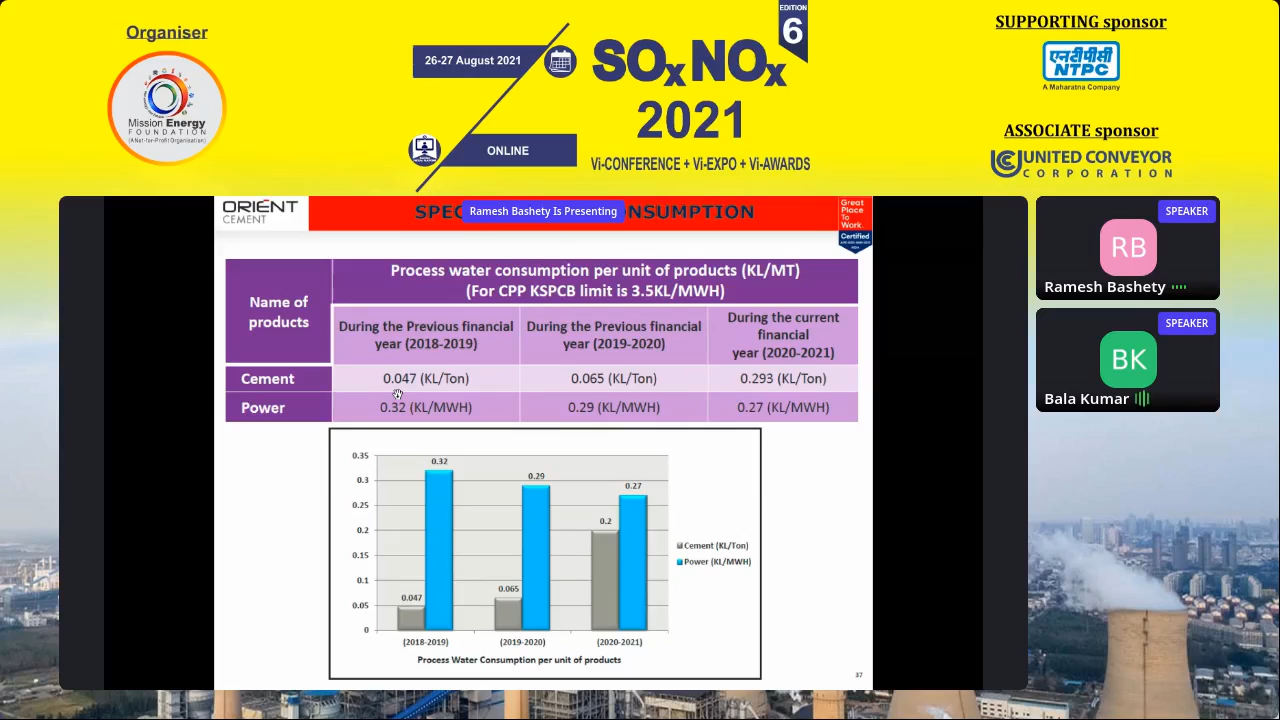 Organiser
Mission Energy
FOUNDATION
(A Not-for-Profit Organisation)
26-27 August 2021
ONLINE
EDITION
6
SOxNOx
2021
Vi-CONFERENCE + Vi-EXPO + Vi-AWARDS
SUPPORTING sponsor
एनटीपीसी
NTPC
A Maharatna Company
ASSOCIATE sponsor
UNITED CONVEYOR
CORPORATION
ORIENT
CEMENT
SPEC
Ramesh Bashety Is Presenting
NSUMPTION
Great
Place
To
Work.
Certified
Name of
products
Process water consumption per unit of products (KL/MT)
(For CPP KSPCB limit is 3.5KL/MWH)
During the Previous financial
year (2018-2019)
During the Previous financial
year (2019-2020)
During the current
financial
year (2020-2021)
Cement 0.047 (KL/Ton) 0.065 (KL/Ton) 0.293 (KL/Ton)
Power 0.32 (KL/MWH) 0.29 (KL/MWH) 0.27 (KL/MWH)
0.35
0.3
0.25
0.2
0.15
0.1
0.05
0
0.047
0.32
0.065
0.29
0.2
0.27
(2018-2019) (2019-2020) (2020-2021)
Process Water Consumption per unit of products
Cement (KL/Ton)
Power (KL/MWH)
37
SPEAKER
RB
Ramesh Bashety
SPEAKER
BK
Bala Kumar